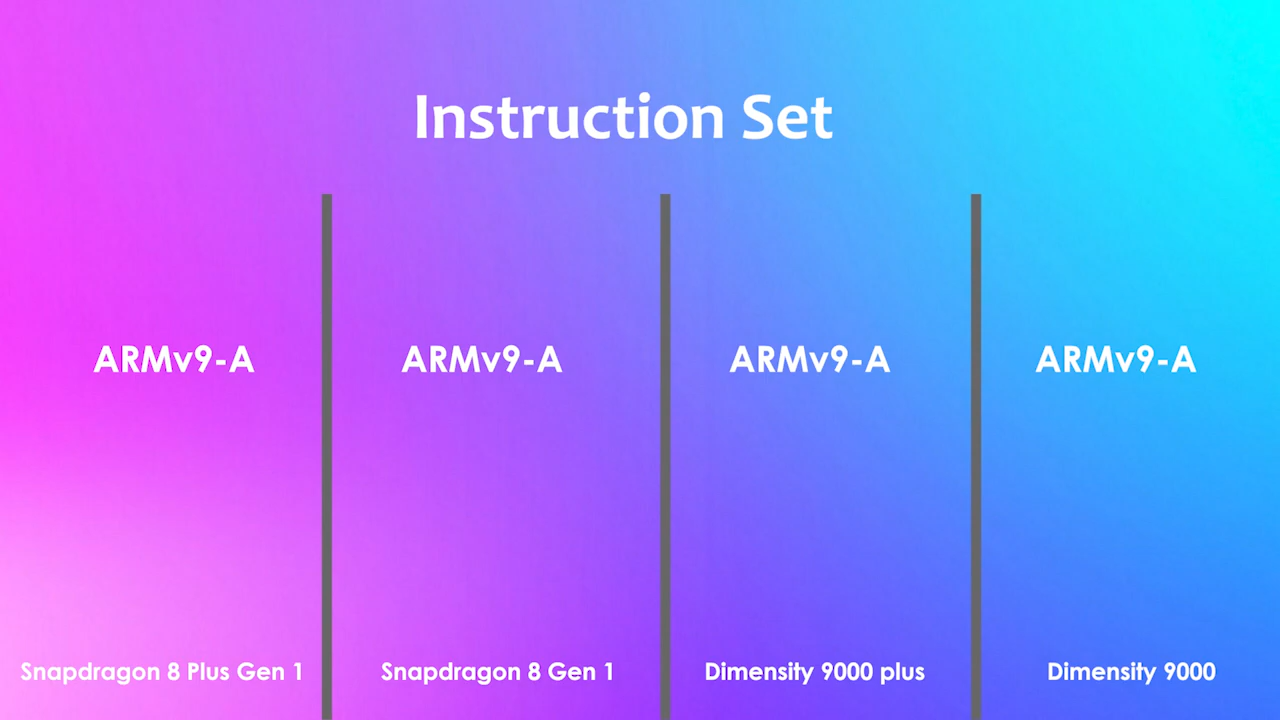 Instruction Set
ARMv9-A ARMv9-A ARMv9-A ARMv9-A
Snapdragon 8 Plus Gen 1 Snapdragon 8 Gen 1 Dimensity 9000 plus Dimensity 9000